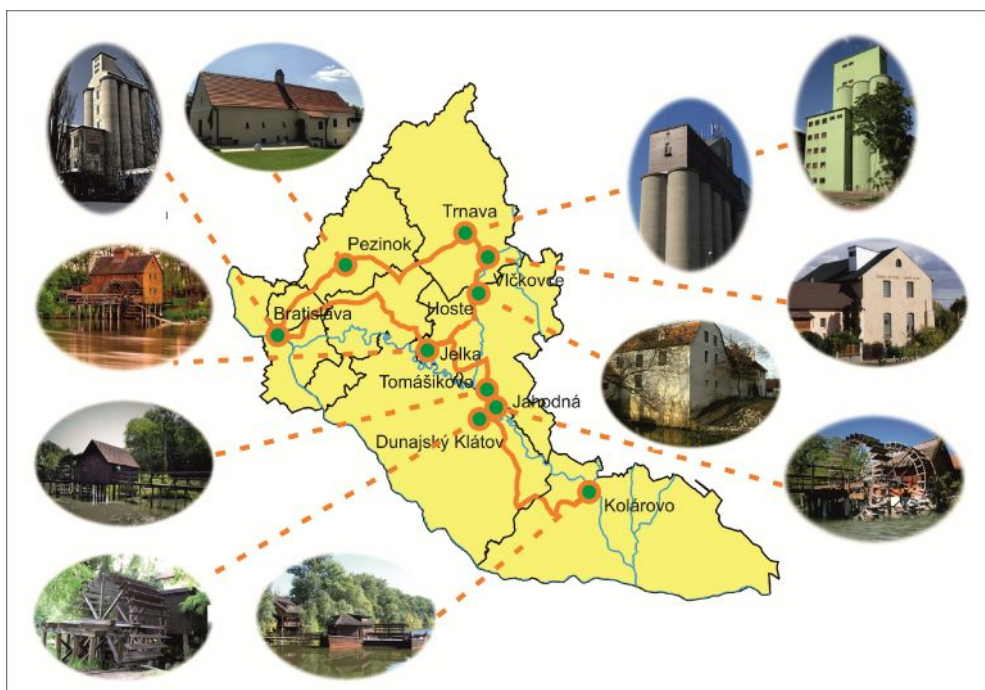 Trnava
Pezinok
Vlčkovce
Hoste
Bratislava
Jelka
Tomášikovo
Jahodná
Dunajský Klátov
Kolárovo